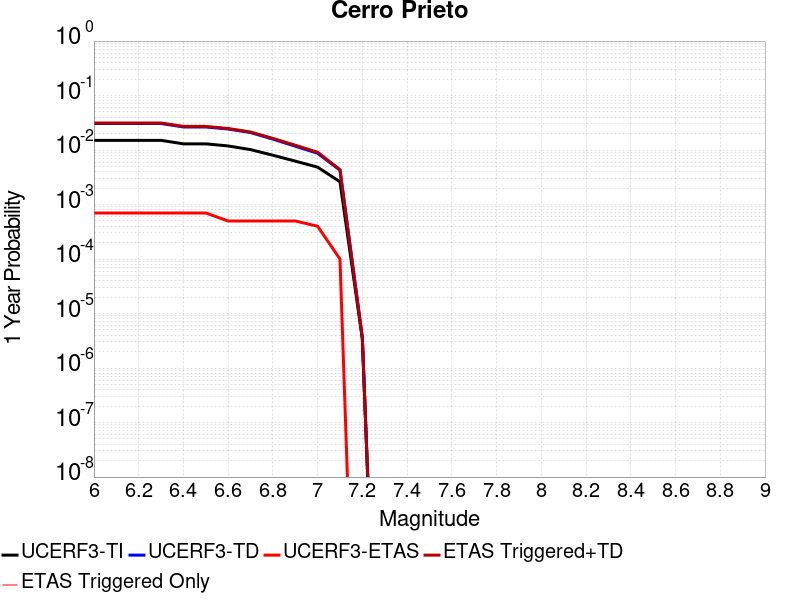 Cerro Prieto
10^0
10^-1
10^-2
10^-3
10^-4
10^-5
10^-6
10^-7
10^-8
1 Year Probability
6 6.2 6.4 6.6 6.8 7 7.2 7.4 7.6 7.8 8 8.2 8.4 8.6 8.8 9
Magnitude
UCERF3-TI UCERF3-TD UCERF3-ETAS ETAS Triggered+TD
ETAS Triggered Only